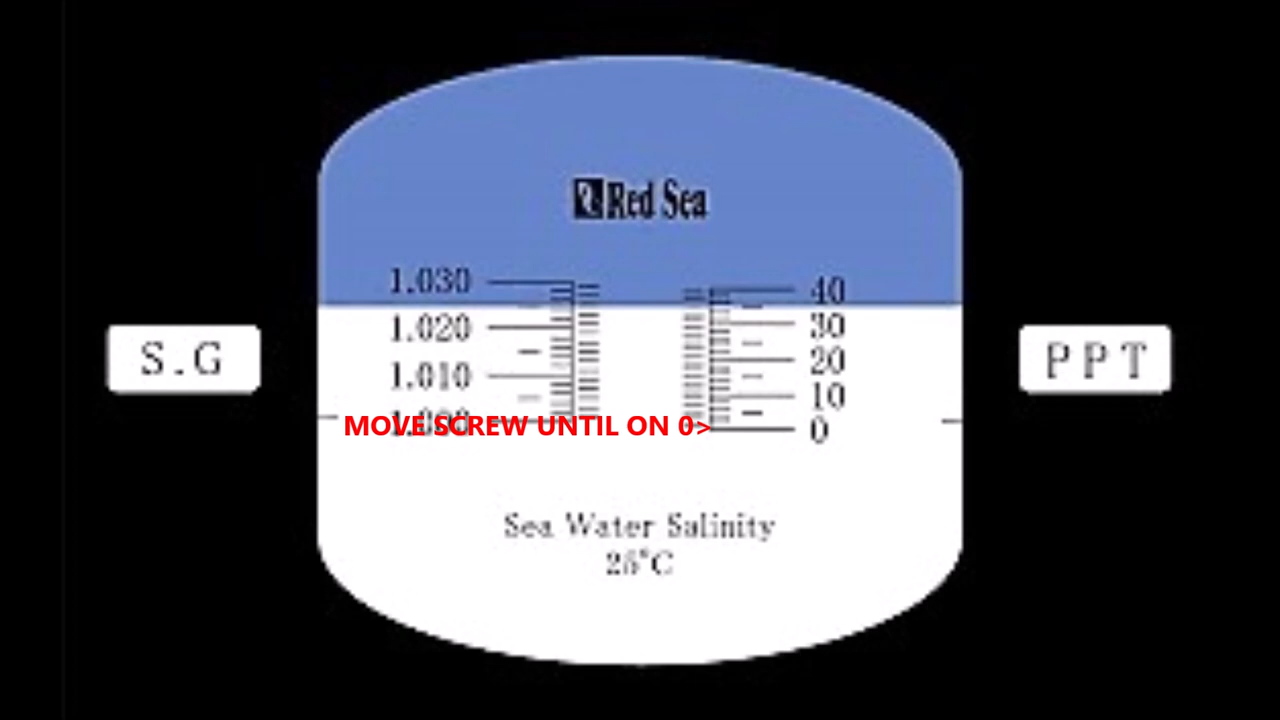 Red Sea
1.030 40
1.020 30
S.G 1.010 20 PPT
10
MOVE SCREW UNTIL ON 0> 0
Sea Water Salinity
25°C